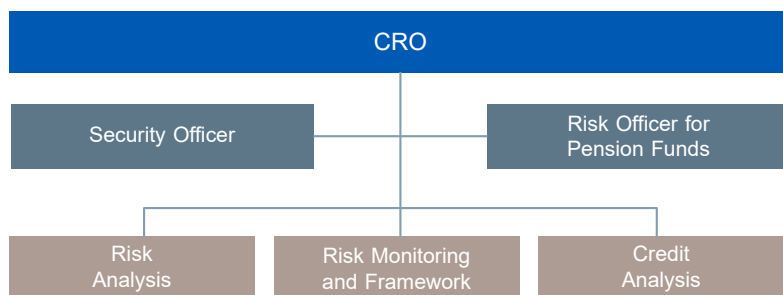 CRO
Security Officer
Risk Officer for
Pension Funds
Risk
Analysis
Risk Monitoring
and Framework
Credit
Analysis